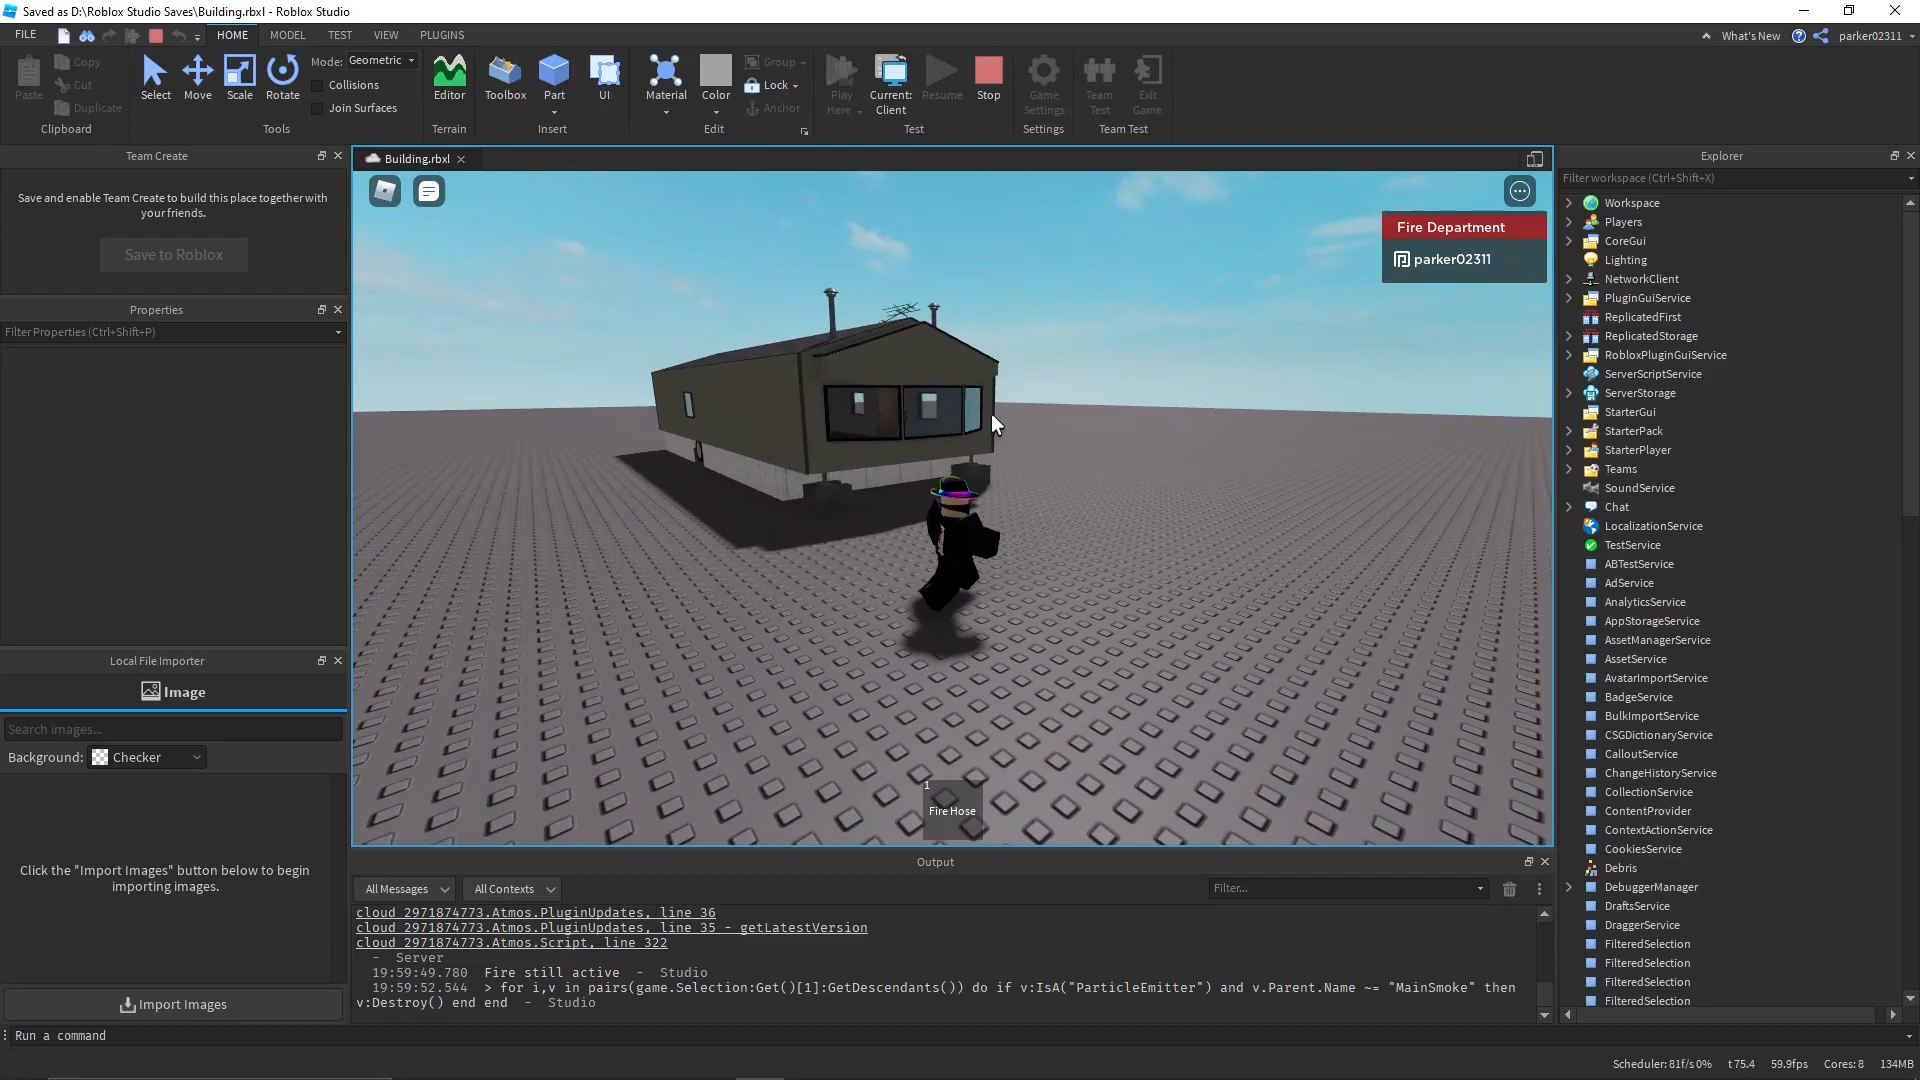 Saved as D:\Roblox Studio Saves\Building.rbxl - Roblox Studio
FILE
HOME
MODEL
TEST
VIEW
PLUGINS
What's New
parker02311
Paste
Copy
Cut
Duplicate
Clipboard
Select
Move
Scale
Rotate
Mode: Geometric
Collisions
Join Surfaces
Tools
Editor
Terrain
Toolbox
Part
UI
Insert
Material
Color
Group
Lock
Anchor
Edit
Play
Here
Current:
Client
Resume
Stop
Test
Game
Settings
Settings
Team
Test
Exit
Game
Team Test
Team Create
Save and enable Team Create to build this place together with
your friends.
Save to Roblox
Properties
Filter Properties (Ctrl+Shift+P)
Local File Importer
Image
Search images...
Background: Checker
Click the "Import Images" button below to begin
importing images.
Import Images
Building.rbxl
Fire Department
parker02311
1
Fire Hose
Output
All Messages
All Contexts
Filter...
cloud_2971874773.Atmos.PluginUpdates, line 36
cloud_2971874773.Atmos.PluginUpdates, line 35 - getLatestVersion
cloud_2971874773.Atmos.Script, line 322
- Server
19:59:49.780 Fire still active - Studio
19:59:52.544 > for i,v in pairs(game.Selection:Get()[1]:GetDescendants()) do if v:IsA("ParticleEmitter") and v.Parent.Name ~= "MainSmoke" then
v:Destroy() end end - Studio
Explorer
Filter workspace (Ctrl+Shift+X)
Workspace
Players
CoreGui
Lighting
NetworkClient
PluginGuiService
ReplicatedFirst
ReplicatedStorage
RobloxPluginGuiService
ServerScriptService
ServerStorage
StarterGui
StarterPack
StarterPlayer
Teams
SoundService
Chat
LocalizationService
TestService
ABTestService
AdService
AnalyticsService
AppStorageService
AssetManagerService
AssetService
AvatarImportService
BadgeService
BulkImportService
CSGDictionaryService
CalloutService
ChangeHistoryService
CollectionService
ContentProvider
ContextActionService
CookiesService
Debris
DebuggerManager
DraftsService
DraggerService
FilteredSelection
FilteredSelection
FilteredSelection
FilteredSelection
Run a command
Scheduler: 81f/s 0%
t 75.4
59.9fps
Cores: 8
134MB